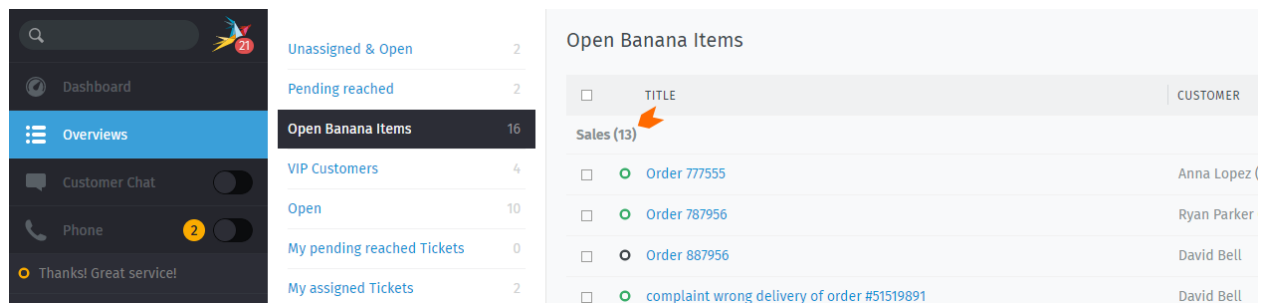 21
Dashboard
Overviews
Customer Chat
Phone 2
Thanks! Great service!
Unassigned & Open 2
Pending reached 2
Open Banana Items 16
VIP Customers 4
Open 10
My pending reached Tickets 0
My assigned Tickets 2
Open Banana Items
TITLE CUSTOMER
Sales (13)
Order 777555 Anna Lopez (
Order 787956 Ryan Parker
Order 887956 David Bell
complaint wrong delivery of order #51519891 David Bell